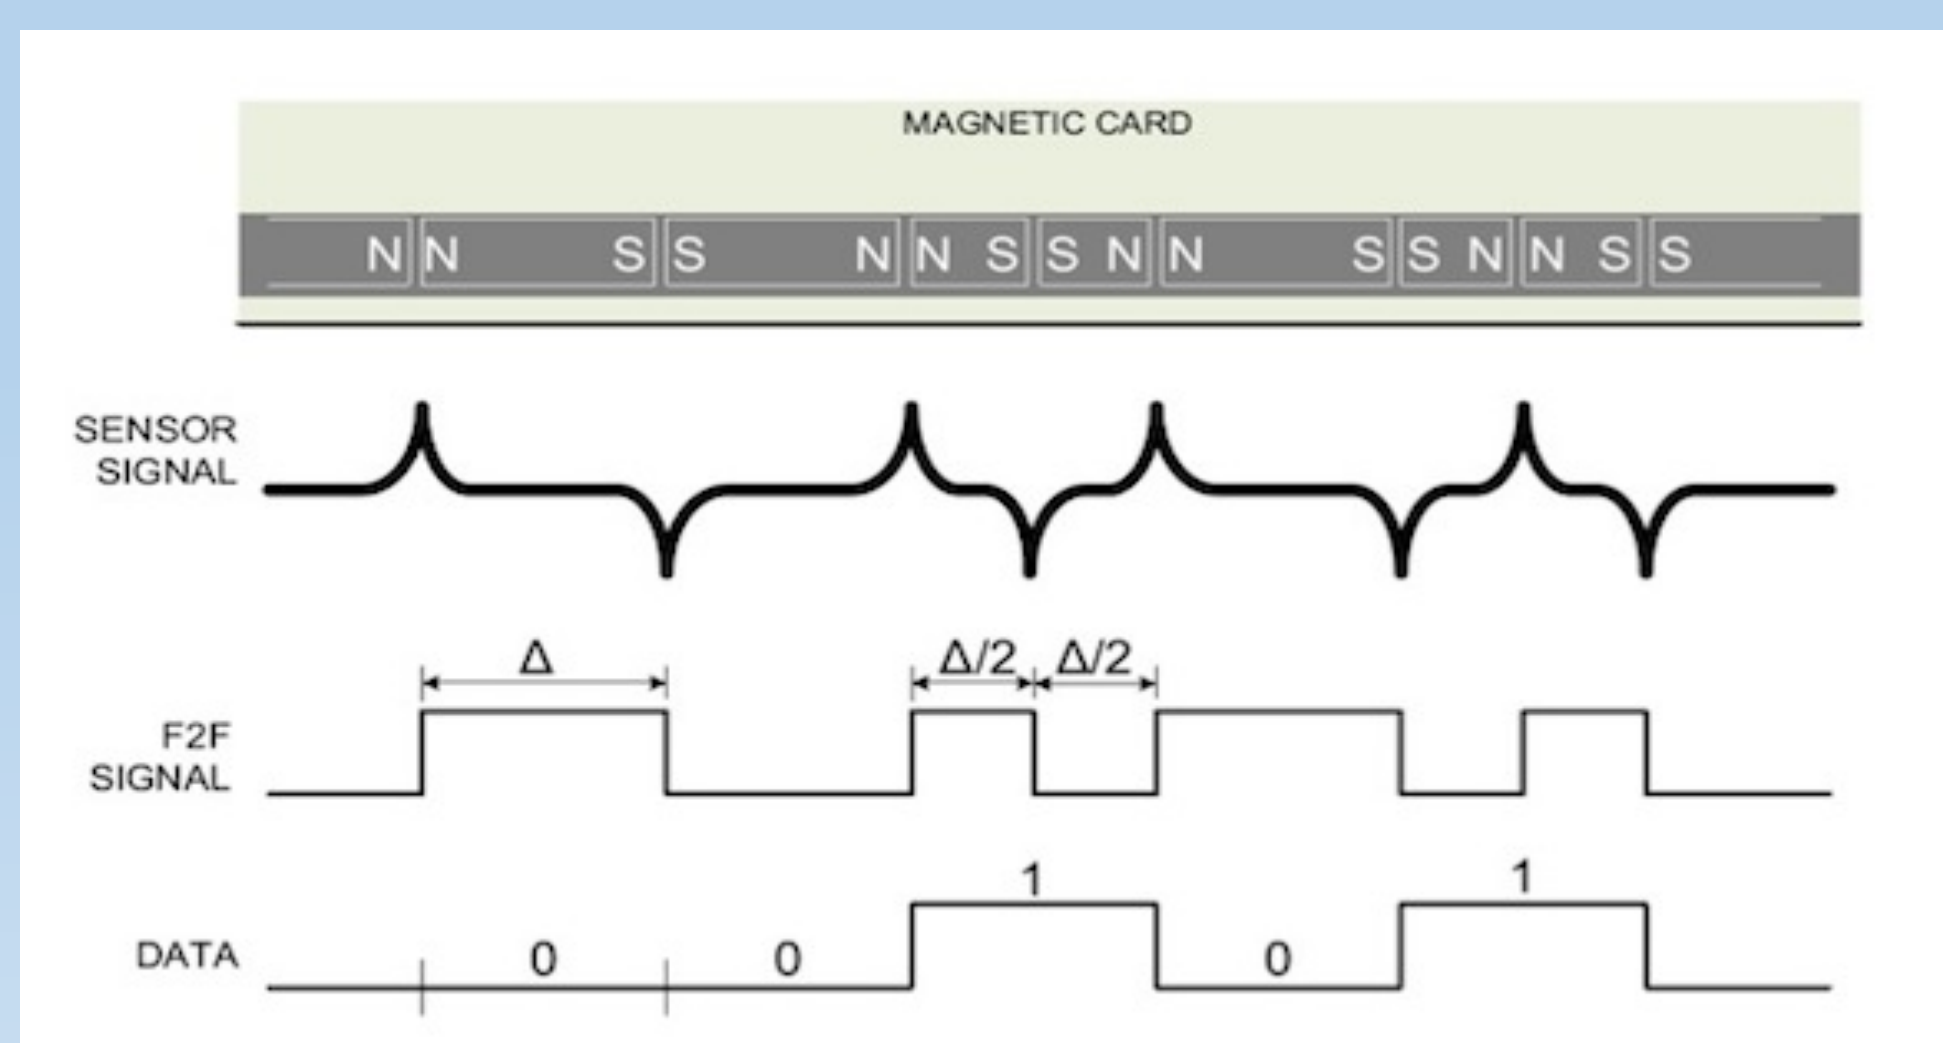 MAGNETIC CARD
N N S S N N S S N N S S N N S S
SENSOR
SIGNAL
Δ Δ/2 Δ/2
F2F
SIGNAL
1 1
DATA 0 0 0